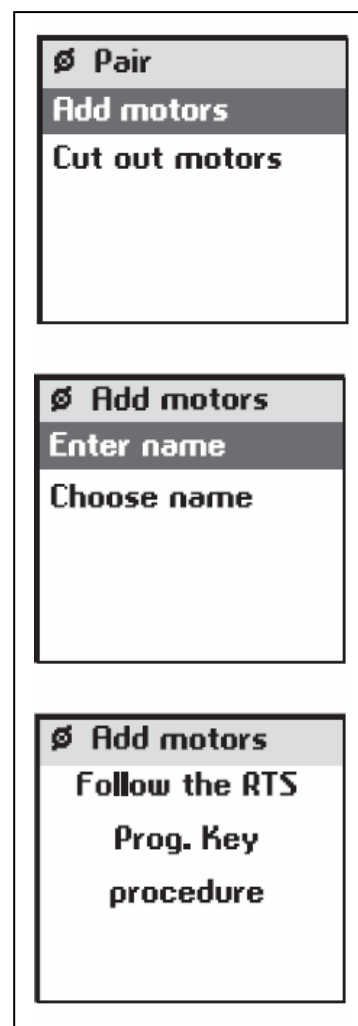 ø Pair
Add motors
Cut out motors
ø Add motors
Enter name
Choose name
ø Add motors
Follow the RTS
Prog. Key
procedure